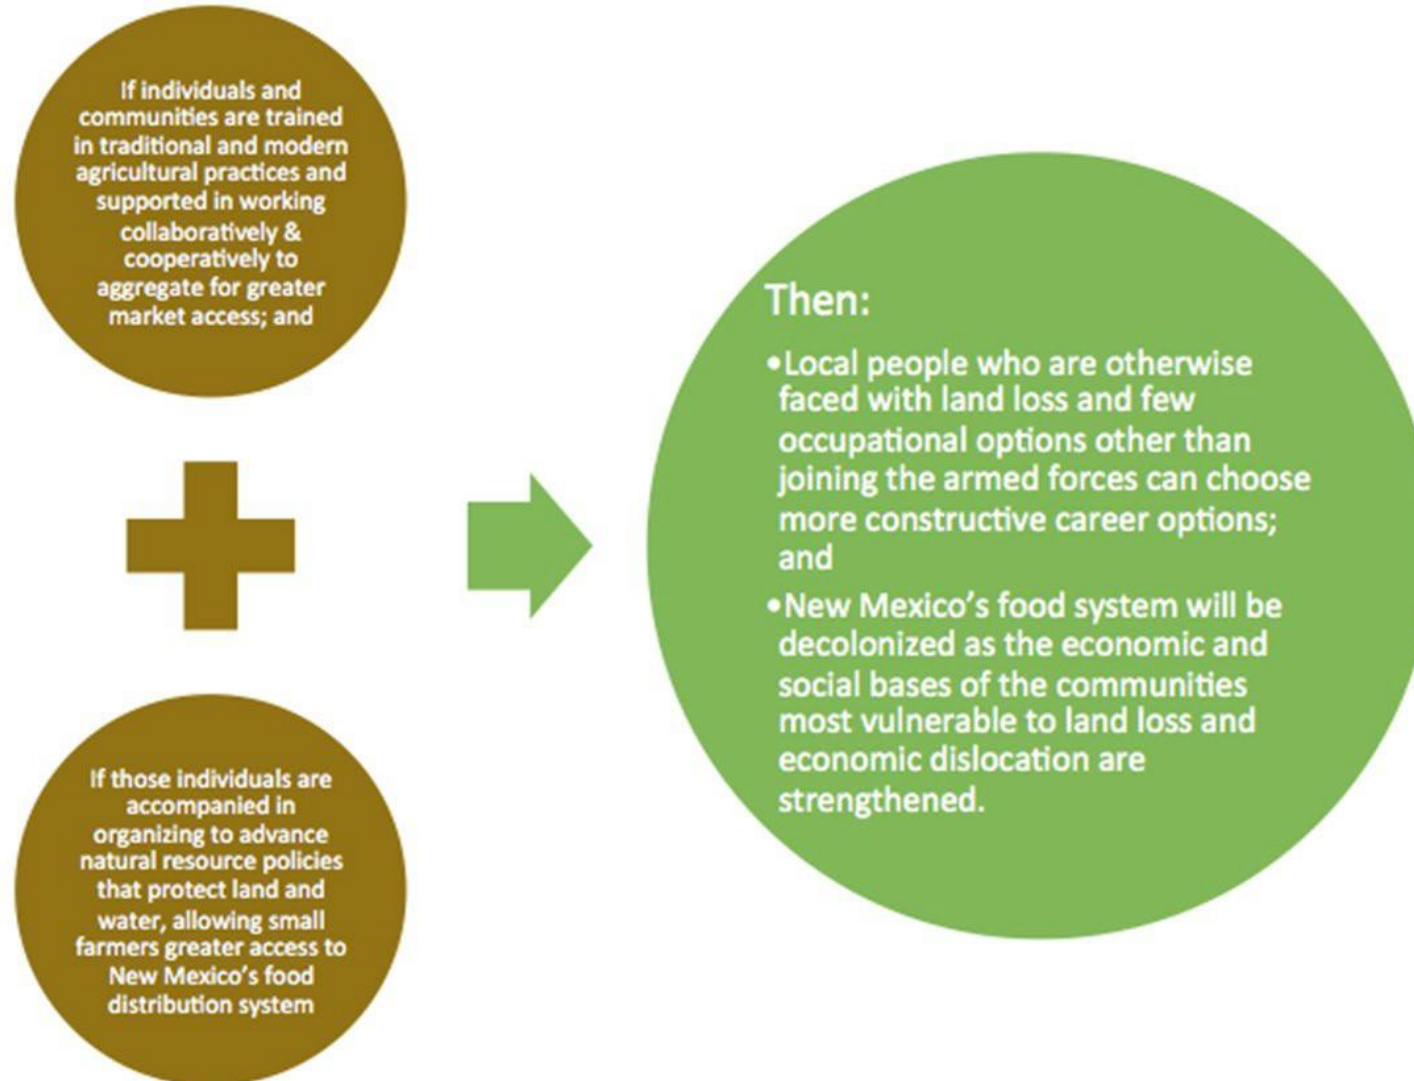 If individuals and
communities are trained
in traditional and modern
agricultural practices and
supported in working
collaboratively &
cooperatively to
aggregate for greater
market access; and
If those individuals are
accompanied in
organizing to advance
natural resource policies
that protect land and
water, allowing small
farmers greater access to
New Mexico’s food
distribution system
Then:
•Local people who are otherwise
faced with land loss and few
occupational options other than
joining the armed forces can choose
more constructive career options;
and
•New Mexico’s food system will be
decolonized as the economic and
social bases of the communities
most vulnerable to land loss and
economic dislocation are
strengthened.